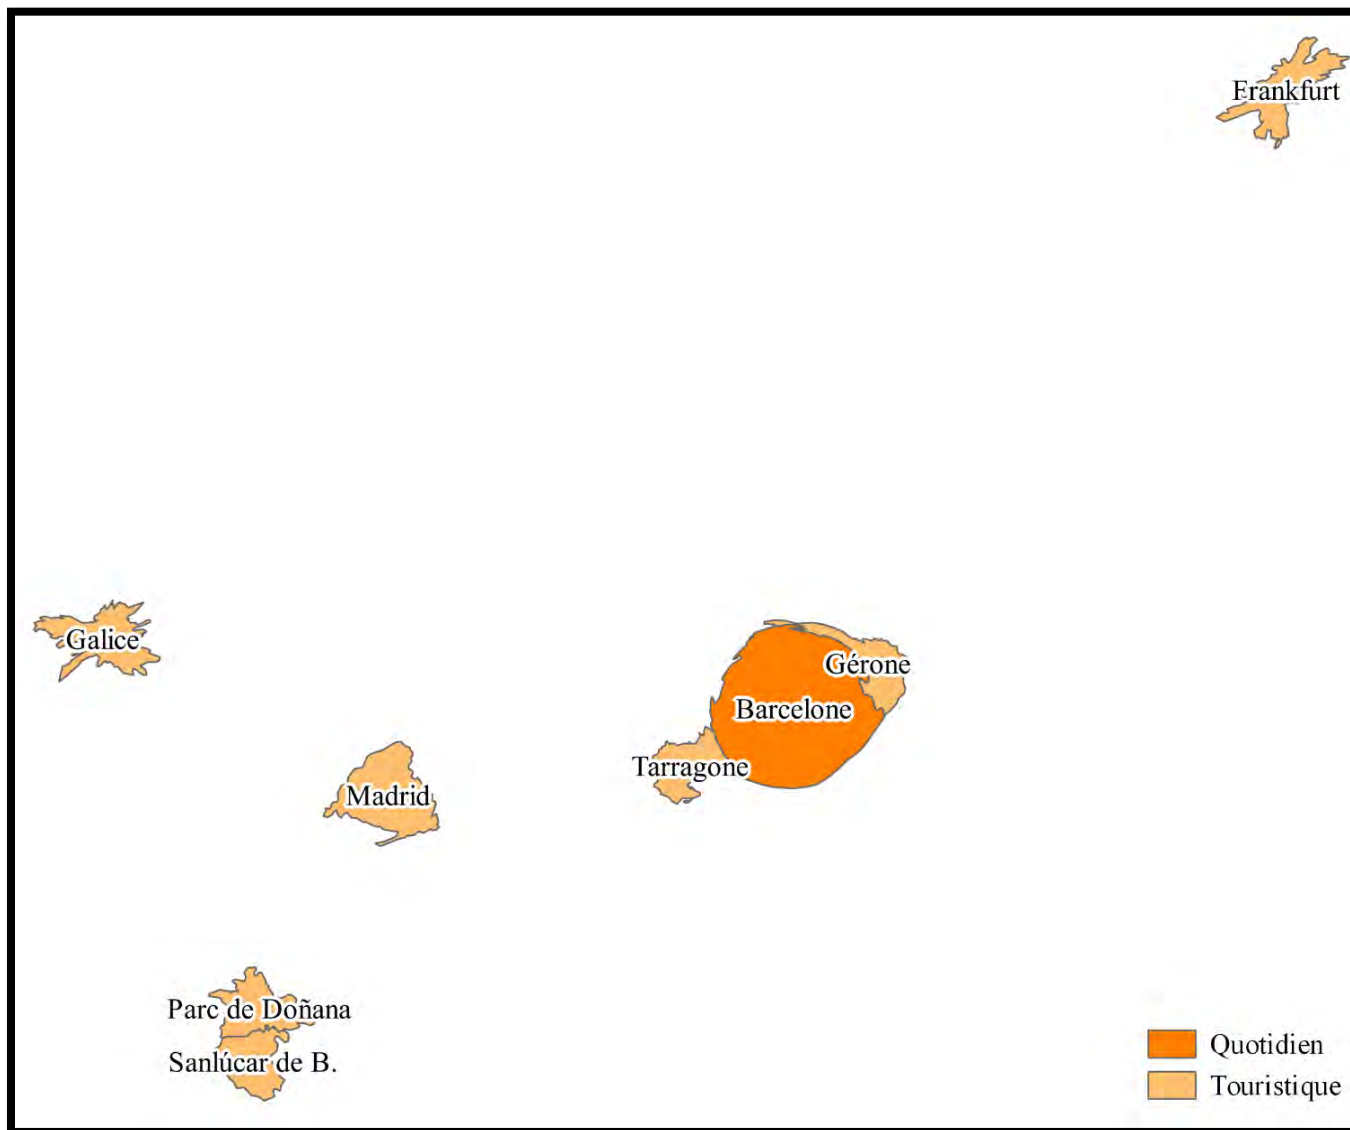 Frankfurt
Galice
Gérone
Barcelone
Tarragone
Madrid
Parc de Doñana
Sanlúcar de B.
Quotidien
Touristique